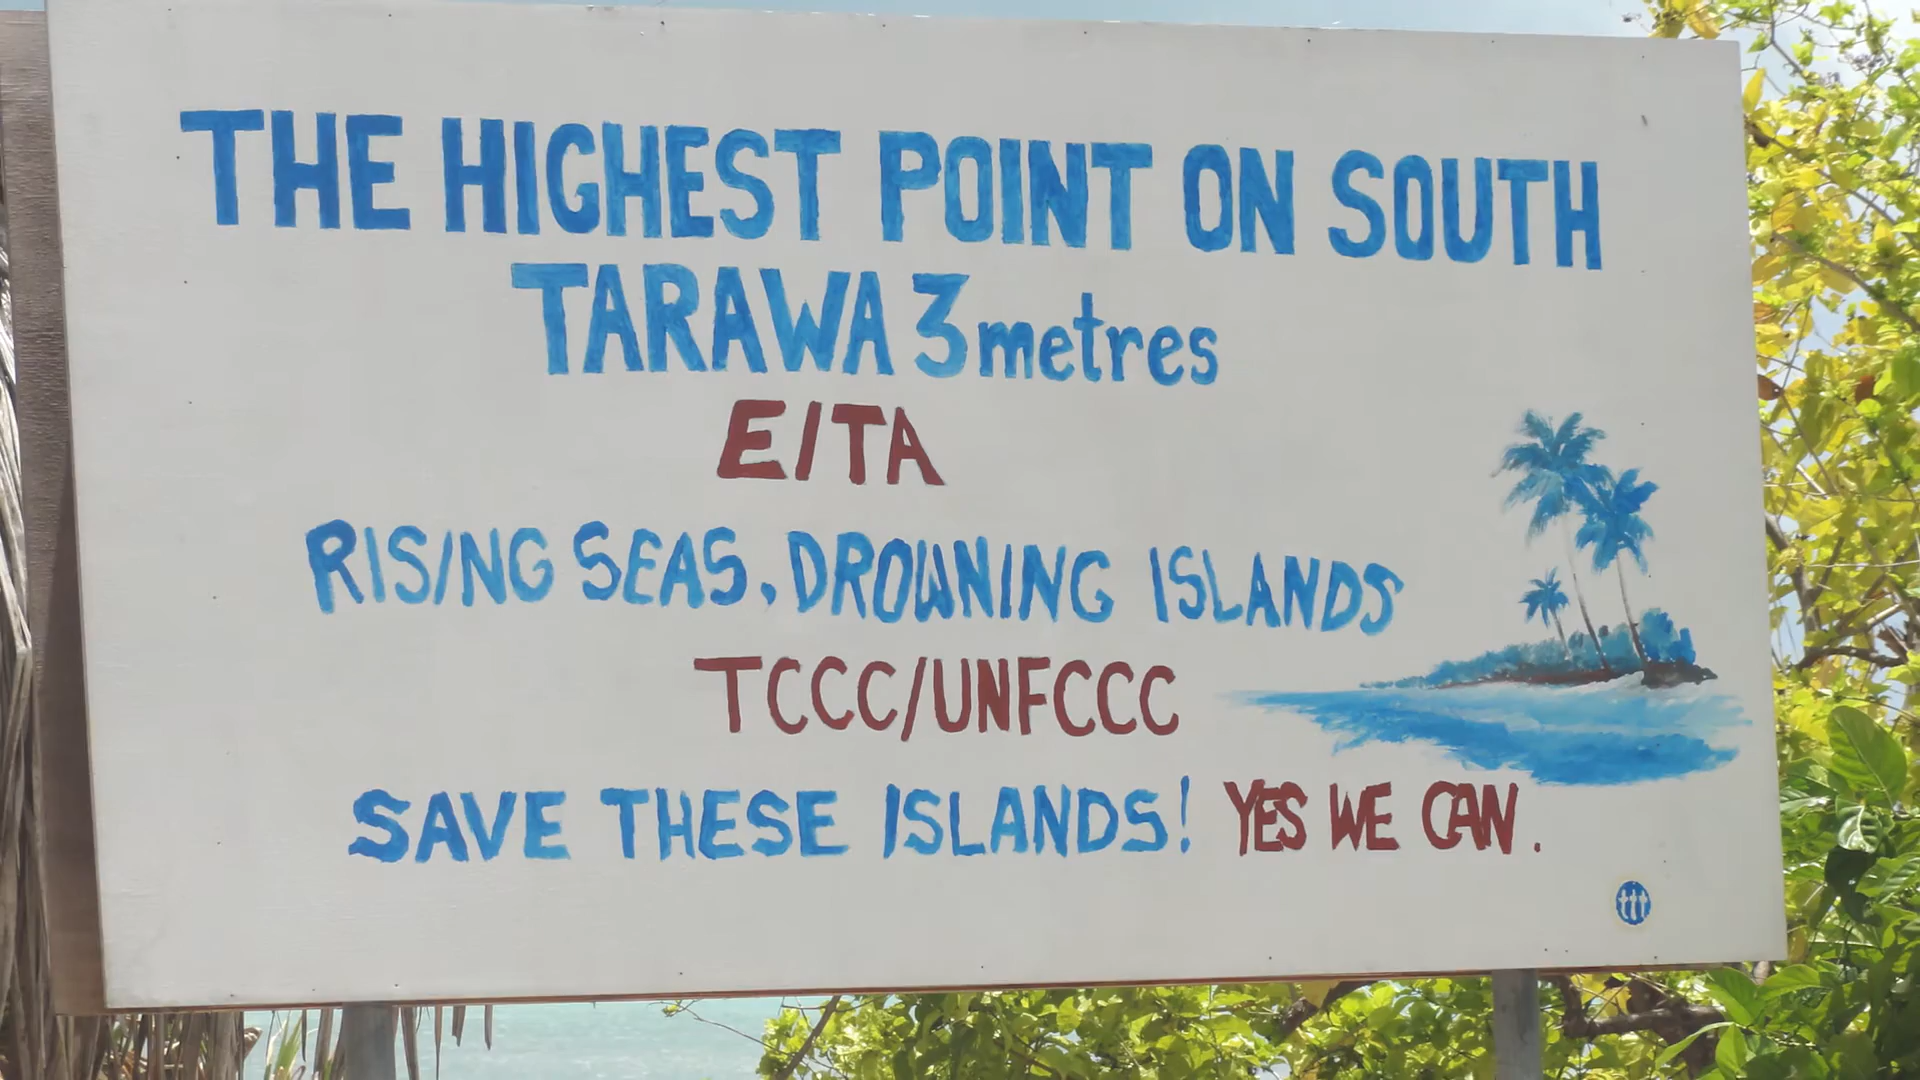 THE HIGHEST POINT ON SOUTH
TARAWA 3 metres
EITA
RISING SEAS, DROWNING ISLANDS
TCCC/UNFCCC
SAVE THESE ISLANDS! YES WE CAN.
ttt